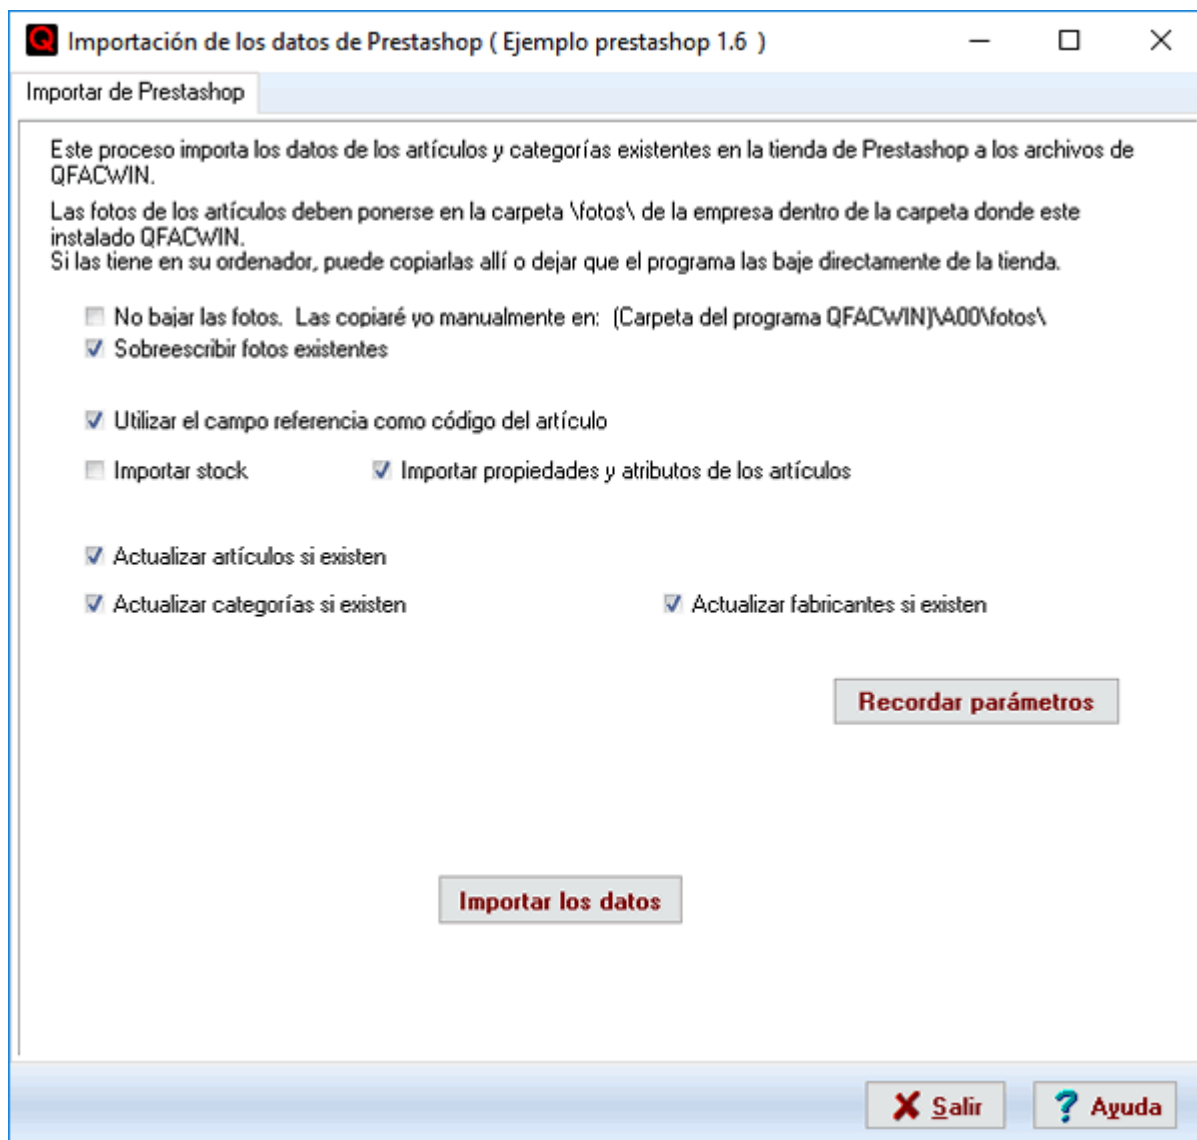 Importación de los datos de Prestashop ( Ejemplo prestashop 1.6 )
Importar de Prestashop
Este proceso importa los datos de los artículos y categorías existentes en la tienda de Prestashop a los archivos de
QFACWIN.
Las fotos de los artículos deben ponerse en la carpeta \fotos\ de la empresa dentro de la carpeta donde este
instalado QFACWIN.
Si las tiene en su ordenador, puede copiarlas allí o dejar que el programa las baje directamente de la tienda.
No bajar las fotos. Las copiaré yo manualmente en: (Carpeta del programa QFACWIN)\A00\fotos\
Sobreescribir fotos existentes
Utilizar el campo referencia como código del artículo
Importar stock Importar propiedades y atributos de los artículos
Actualizar artículos si existen
Actualizar categorías si existen Actualizar fabricantes si existen
Recordar parámetros
Importar los datos
Salir ? Ayuda